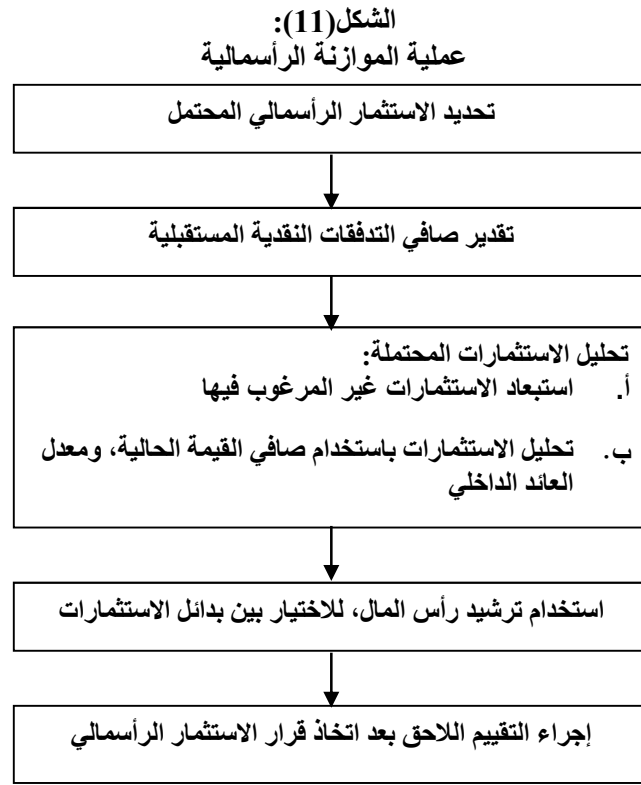 الشكل(11):
عملية الموازنة الرأسمالية
تحديد الاستثمار الرأسمالي المحتمل
تقدير صافي التدفقات النقدية المستقبلية
تحليل الاستثمارات المحتملة:
أ. استبعاد الاستثمارات غير المرغوب فيها
ب. تحليل الاستثمارات باستخدام صافي القيمة الحالية، ومعدل
العائد الداخلي
استخدام ترشيد رأس المال، للاختيار بين بدائل الاستثمارات
إجراء التقييم اللاحق بعد اتخاذ قرار الاستثمار الرأسمالي